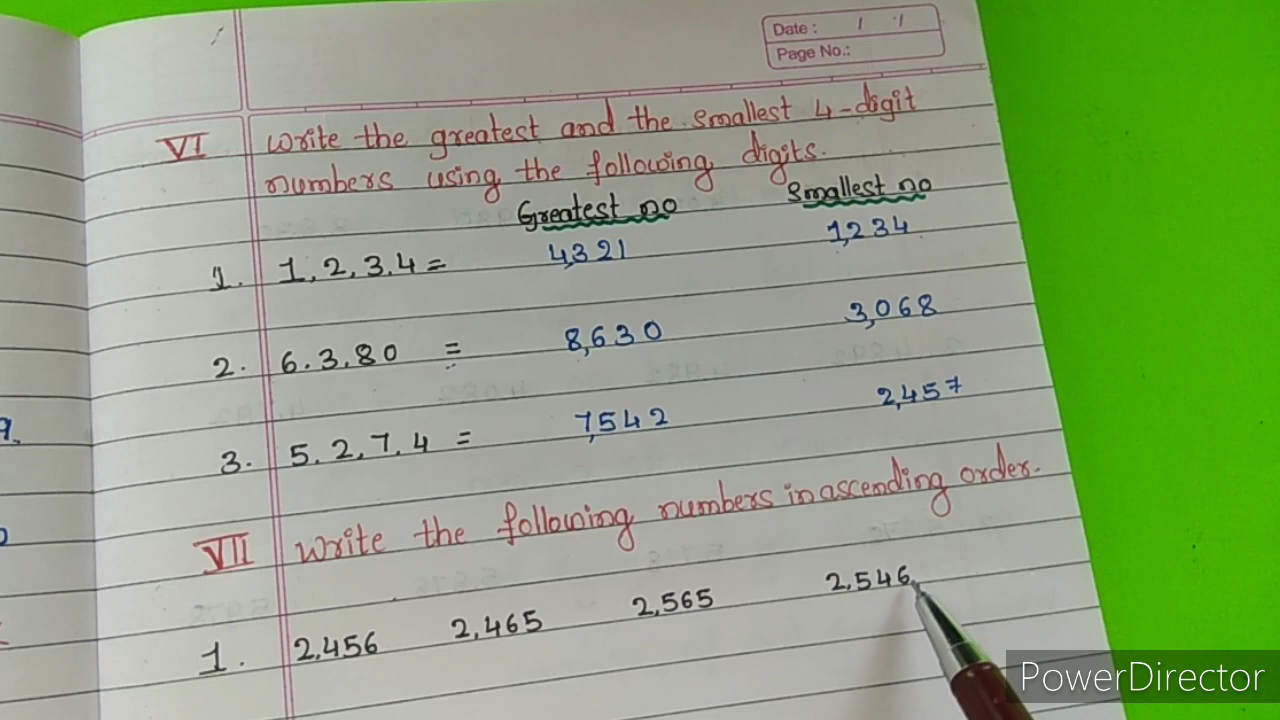 Date: / /
Page No.:
VI Write the greatest and the smallest 4-digit
numbers using the following digits.
Greatest no Smallest no
1. 1,2,3.4 = 4,321 1,234
2. 6.3.80 = 8,630 3,068
3. 5.2,7.4 = 7,542 2,457
VII Write the following numbers in ascending order.
1. 2,456 2,465 2,565 2,546
PowerDirector